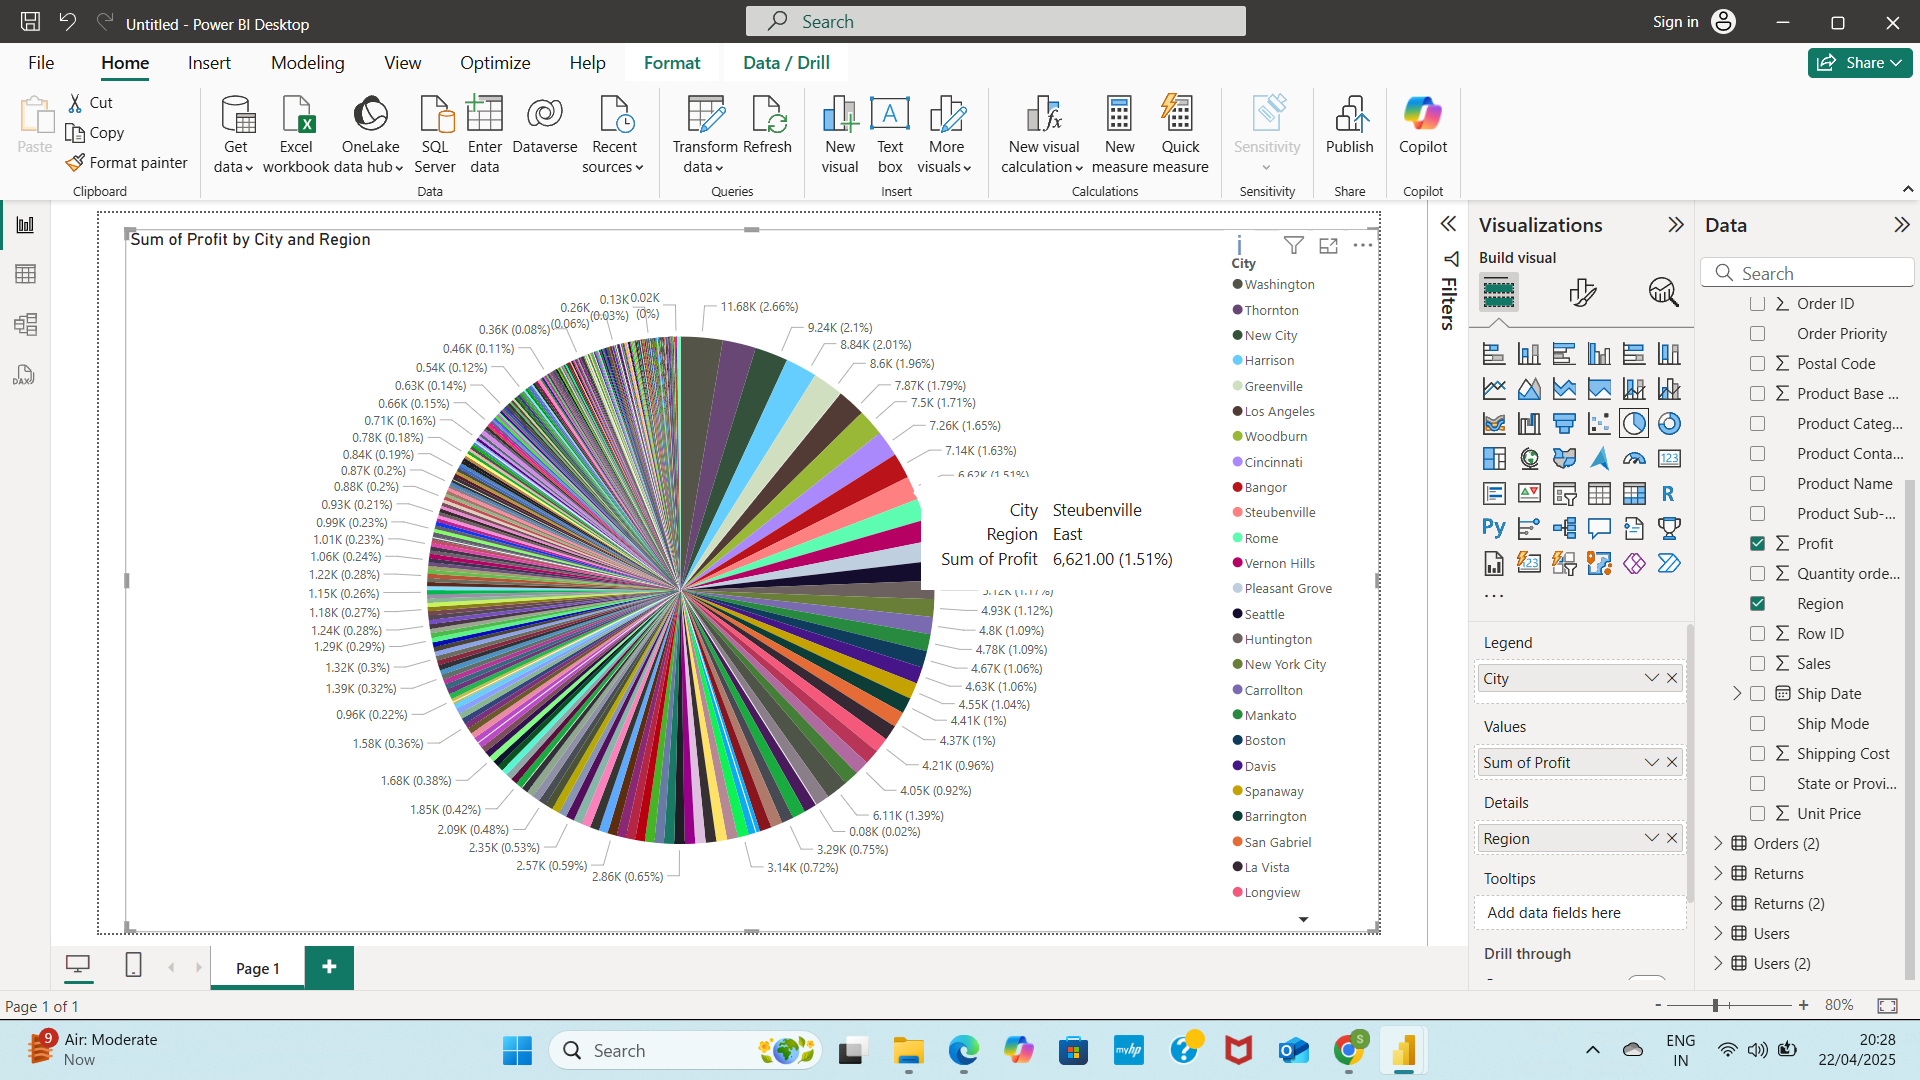 Untitled - Power BI Desktop
Search
Sign in
File
Home
Insert
Modeling
View
Optimize
Help
Format
Data / Drill
Share
Paste
Cut
Copy
Format painter
Clipboard
Get data
Excel workbook
OneLake data hub
SQL Server
Enter data
Dataverse
Recent sources
Data
Transform data
Refresh
Queries
New visual
Text box
More visuals
Insert
New visual calculation
New measure
Quick measure
Calculations
Sensitivity
Sensitivity
Publish
Share
Copilot
Copilot
Sum of Profit by City and Region
11.68K (2.66%)
9.24K (2.1%)
8.84K (2.01%)
8.6K (1.96%)
7.87K (1.79%)
7.5K (1.71%)
7.26K (1.65%)
7.14K (1.63%)
6.62K (1.51%)
City Steubenville
Region East
Sum of Profit 6,621.00 (1.51%)
5.12K (1.17%)
4.93K (1.12%)
4.8K (1.09%)
4.78K (1.09%)
4.67K (1.06%)
4.63K (1.06%)
4.55K (1.04%)
4.41K (1%)
4.37K (1%)
4.21K (0.96%)
4.05K (0.92%)
6.11K (1.39%)
0.08K (0.02%)
3.29K (0.75%)
3.14K (0.72%)
2.86K (0.65%)
2.57K (0.59%)
2.35K (0.53%)
2.09K (0.48%)
1.85K (0.42%)
1.68K (0.38%)
1.58K (0.36%)
0.96K (0.22%)
1.39K (0.32%)
1.32K (0.3%)
1.29K (0.29%)
1.24K (0.28%)
1.18K (0.27%)
1.15K (0.26%)
1.22K (0.28%)
1.06K (0.24%)
1.01K (0.23%)
0.99K (0.23%)
0.93K (0.21%)
0.88K (0.2%)
0.87K (0.2%)
0.84K (0.19%)
0.78K (0.18%)
0.71K (0.16%)
0.66K (0.15%)
0.63K (0.14%)
0.54K (0.12%)
0.46K (0.11%)
0.36K (0.08%)
0.26K (0.06%)
0.13K (0.03%)
0.02K (0%)
City
Washington
Thornton
New City
Harrison
Greenville
Los Angeles
Woodburn
Cincinnati
Bangor
Steubenville
Rome
Vernon Hills
Pleasant Grove
Seattle
Huntington
New York City
Carrollton
Mankato
Boston
Davis
Spanaway
Barrington
San Gabriel
La Vista
Longview
Filters
Visualizations
Build visual
123
R
Py
123
...
Legend
City
Values
Sum of Profit
Details
Region
Tooltips
Add data fields here
Drill through
Data
Search
Order ID
Order Priority
Postal Code
Product Base ...
Product Categ...
Product Conta...
Product Name
Product Sub-...
Profit
Quantity orde...
Region
Row ID
Sales
Ship Date
Ship Mode
Shipping Cost
State or Provi...
Unit Price
Orders (2)
Returns
Returns (2)
Users
Users (2)
DAX
Page 1
Page 1 of 1
- + 80%
9
Air: Moderate
Now
Search
myhp
S
ENG
IN
20:28
22/04/2025